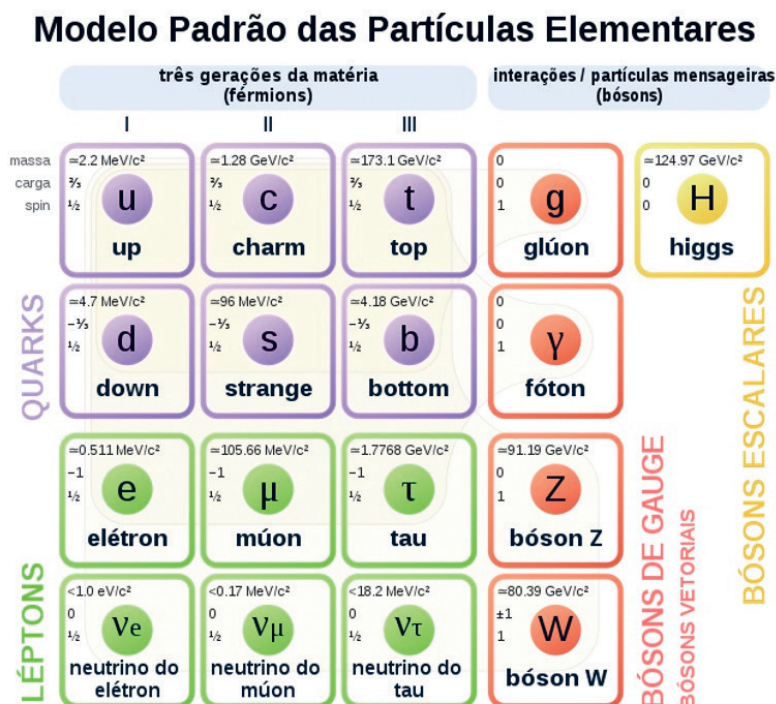 Modelo Padrão das Partículas Elementares
três gerações da matéria
(férmions)
interações / partículas mensageiras
(bósons)
I
II
III
massa
carga
spin
≃2.2 MeV/c²
⅔
½
u
up
≃1.28 GeV/c²
⅔
½
c
charm
≃173.1 GeV/c²
⅔
½
t
top
0
0
1
g
glúon
≃124.97 GeV/c²
0
0
H
higgs
QUARKS
≃4.7 MeV/c²
−⅓
½
d
down
≃96 MeV/c²
−⅓
½
s
strange
≃4.18 GeV/c²
−⅓
½
b
bottom
0
0
1
γ
fóton
BÓSONS ESCALARES
≃0.511 MeV/c²
−1
½
e
elétron
≃105.66 MeV/c²
−1
½
μ
múon
≃1.7768 GeV/c²
−1
½
τ
tau
≃91.19 GeV/c²
0
1
Z
bóson Z
BÓSONS DE GAUGE
BÓSONS VETORIAIS
LÉPTONS
<1.0 eV/c²
0
½
νe
neutrino do
elétron
<0.17 MeV/c²
0
½
νμ
neutrino do
múon
<18.2 MeV/c²
0
½
ντ
neutrino do
tau
≃80.39 GeV/c²
±1
1
W
bóson W